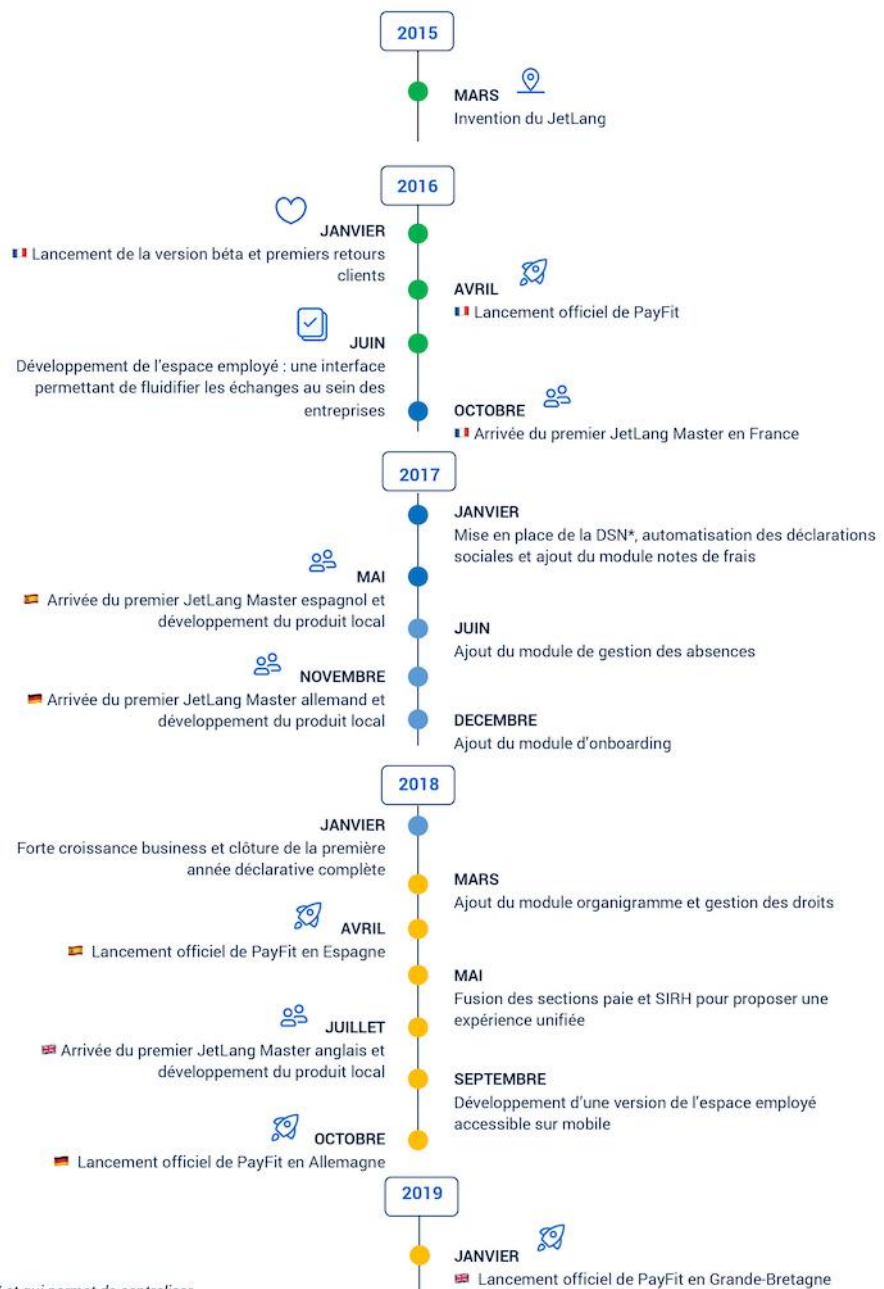 2015
MARS
Invention du JetLang
2016
JANVIER
Lancement de la version béta et premiers retours
clients
AVRIL
Lancement officiel de PayFit
JUIN
Développement de l'espace employé : une interface
permettant de fluidifier les échanges au sein des
entreprises
OCTOBRE
Arrivée du premier JetLang Master en France
2017
JANVIER
Mise en place de la DSN*, automatisation des déclarations
sociales et ajout du module notes de frais
MAI
Arrivée du premier JetLang Master espagnol et
développement du produit local
JUIN
Ajout du module de gestion des absences
NOVEMBRE
Arrivée du premier JetLang Master allemand et
développement du produit local
DECEMBRE
Ajout du module d'onboarding
2018
JANVIER
Forte croissance business et clôture de la première
année déclarative complète
MARS
Ajout du module organigramme et gestion des droits
AVRIL
Lancement officiel de PayFit en Espagne
MAI
Fusion des sections paie et SIRH pour proposer une
expérience unifiée
JUILLET
Arrivée du premier JetLang Master anglais et
développement du produit local
SEPTEMBRE
Développement d'une version de l'espace employé
accessible sur mobile
OCTOBRE
Lancement officiel de PayFit en Allemagne
2019
JANVIER
Lancement officiel de PayFit en Grande-Bretagne
et qui permet de centraliser